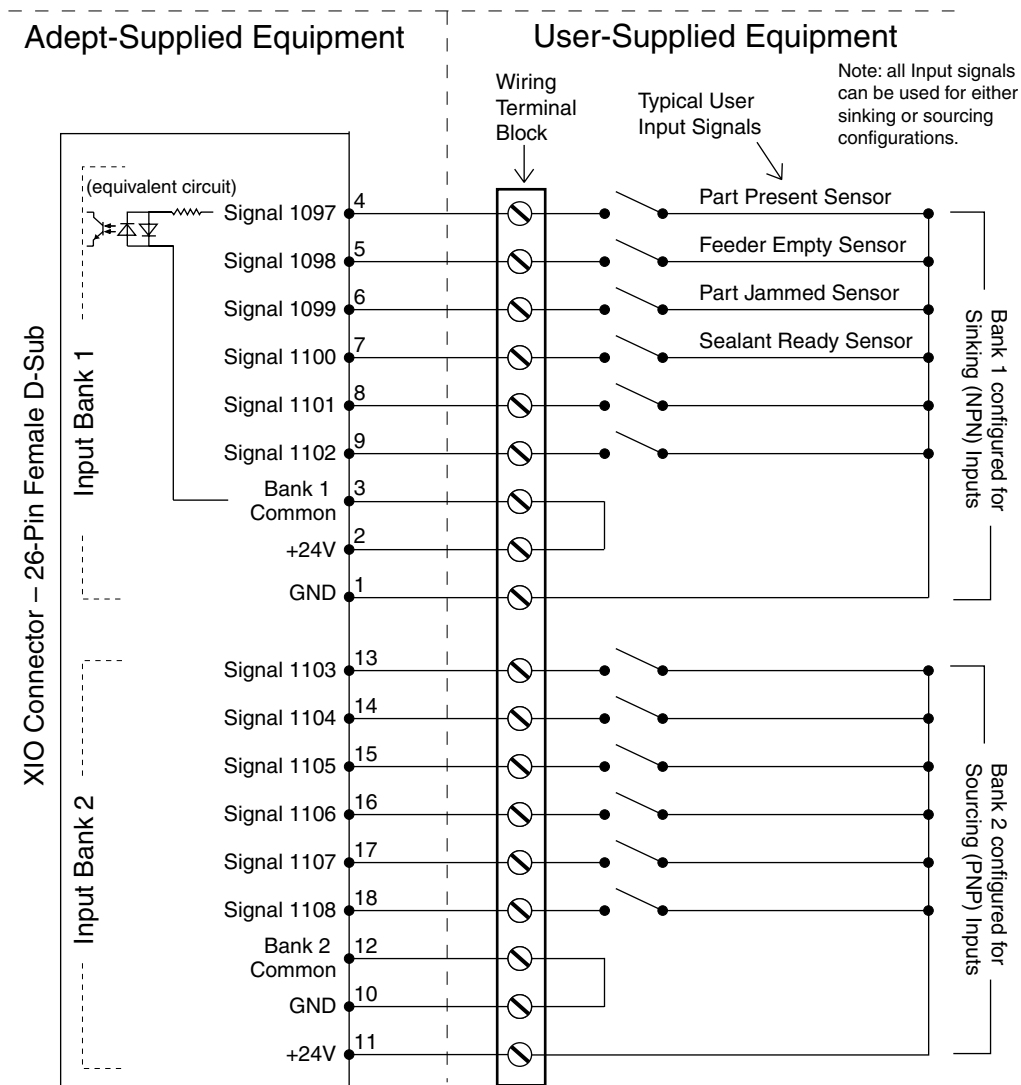 Adept-Supplied Equipment
User-Supplied Equipment
Note: all Input signals
can be used for either
sinking or sourcing
configurations.
Wiring
Terminal
Block
Typical User
Input Signals
XIO Connector – 26-Pin Female D-Sub
Input Bank 1
(equivalent circuit)
Signal 1097 4 Part Present Sensor
Signal 1098 5 Feeder Empty Sensor
Signal 1099 6 Part Jammed Sensor
Signal 1100 7 Sealant Ready Sensor
Signal 1101 8
Signal 1102 9
Bank 1
Common 3
+24V 2
GND 1
Bank 1 configured for
Sinking (NPN) Inputs
Input Bank 2
Signal 1103 13
Signal 1104 14
Signal 1105 15
Signal 1106 16
Signal 1107 17
Signal 1108 18
Bank 2
Common 12
GND 10
+24V 11
Bank 2 configured for
Sourcing (PNP) Inputs